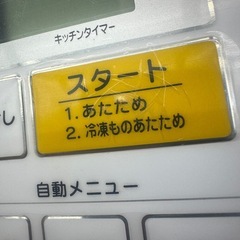 キッチンタイマー
スタート
1. あたため
2. 冷凍ものあたため
し
自動メニュー